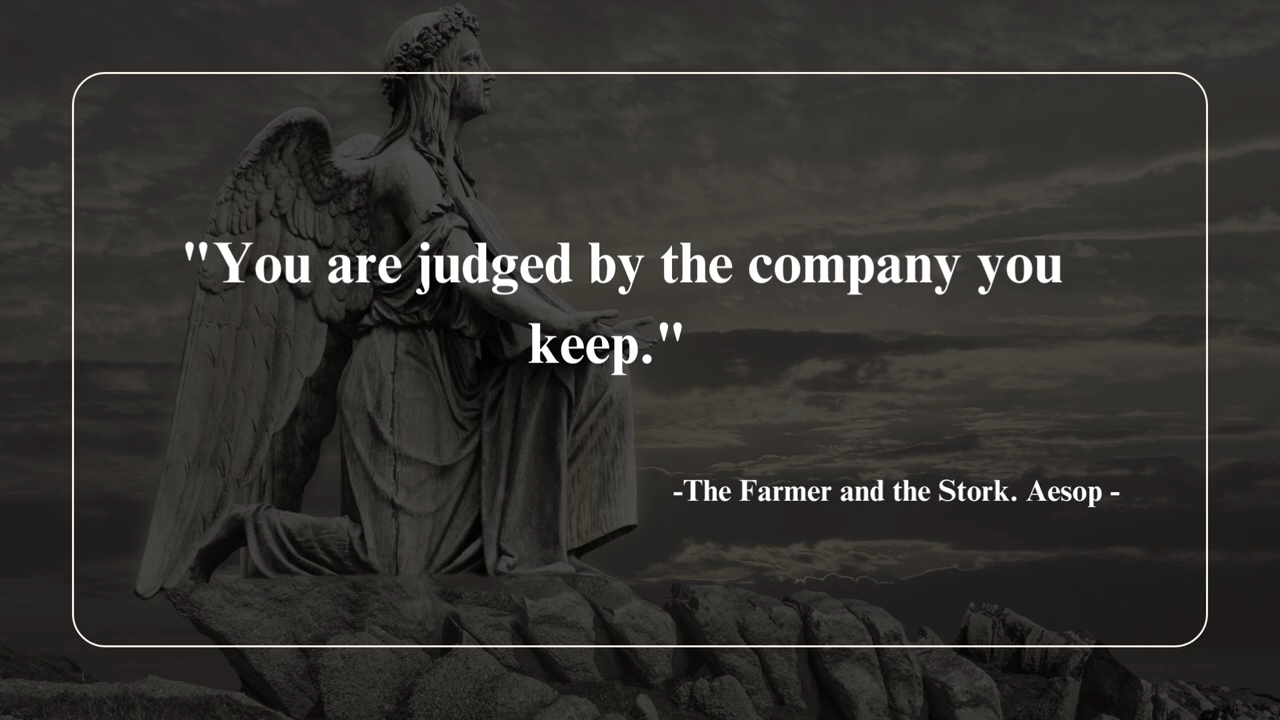 "You are judged by the company you
keep."
-The Farmer and the Stork. Aesop -